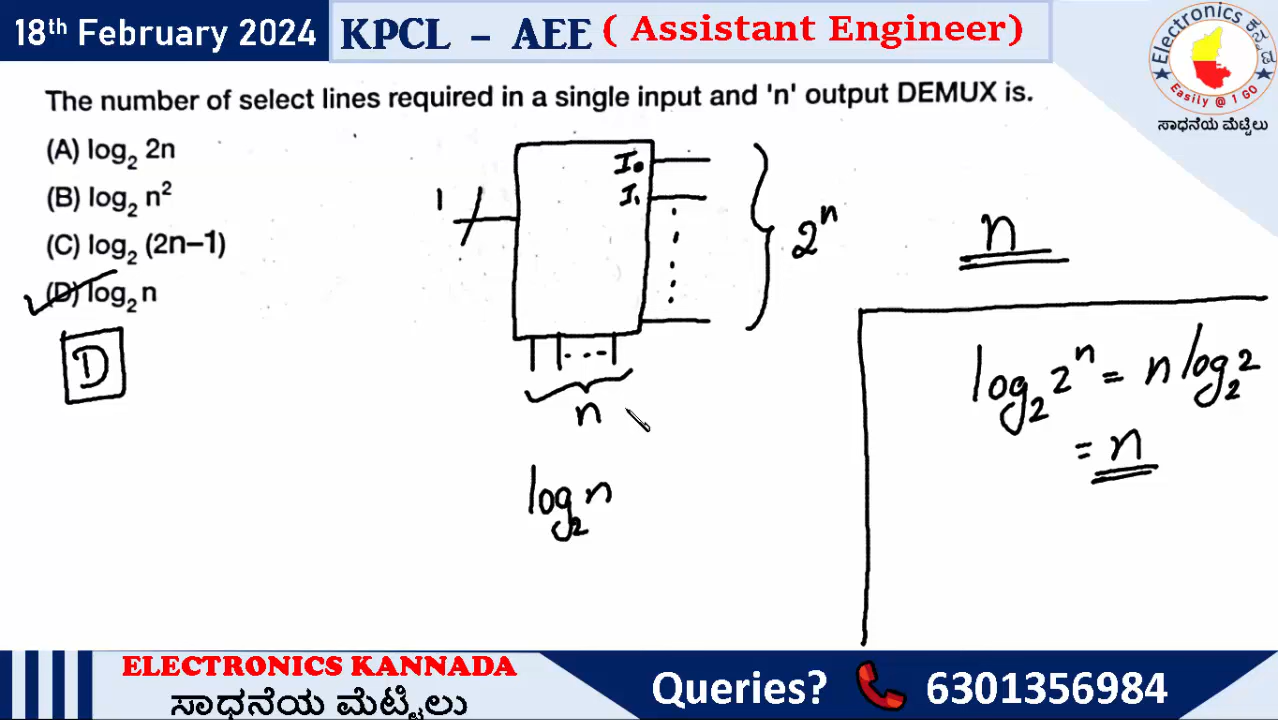 18th February 2024
KPCL - AEE ( Assistant Engineer)
Electronics ಕನ್ನಡ
Easily @ 1 GO
ಸಾಧನೆಯ ಮೆಟ್ಟಿಲು
The number of select lines required in a single input and 'n' output DEMUX is.
(A) log₂ 2n
(B) log₂ n²
(C) log₂ (2n–1)
(D) log₂ n
D
1
I₀
I₁
2ⁿ
n
log₂ n
n
log₂ 2ⁿ = n log₂ 2
= n
ELECTRONICS KANNADA
ಸಾಧನೆಯ ಮೆಟ್ಟಿಲು
Queries? 6301356984